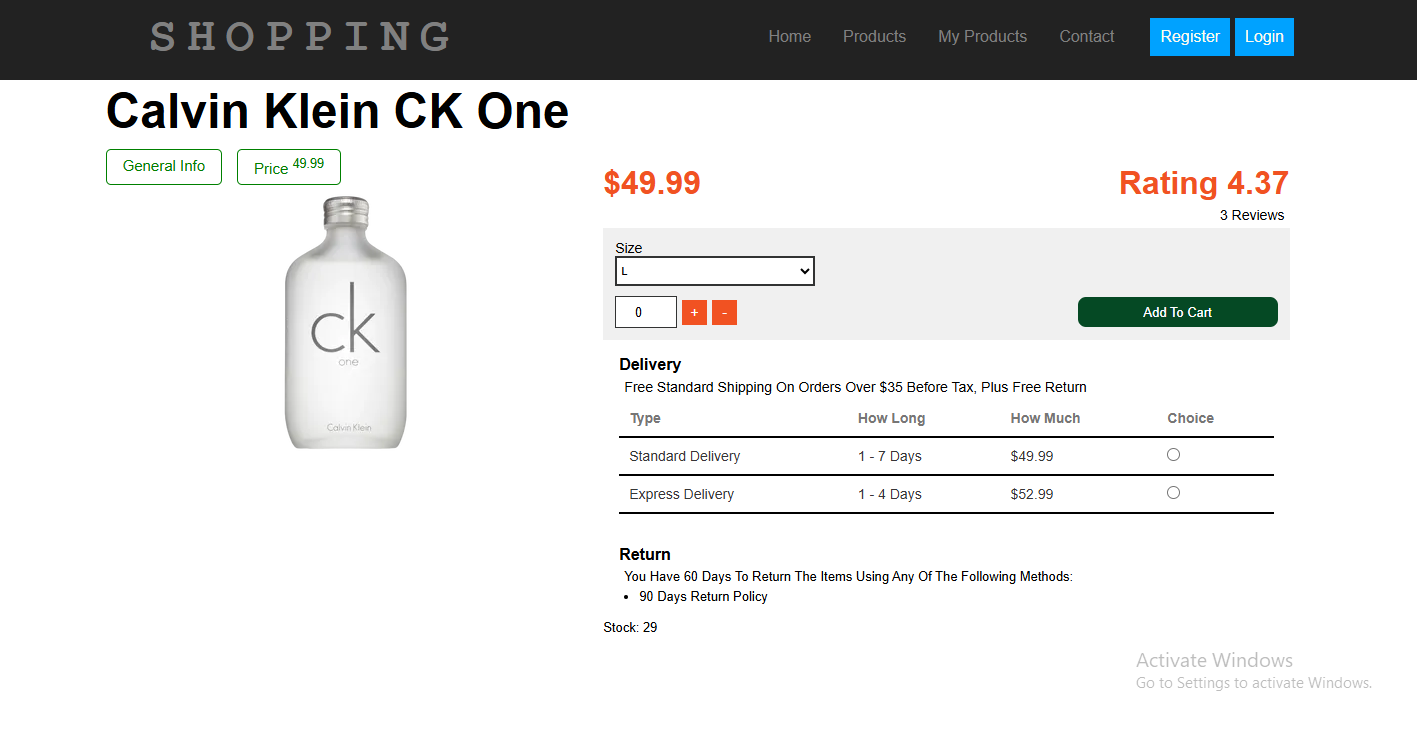 SHOPPING
Home Products My Products Contact Register Login
Calvin Klein CK One
General Info Price 49.99
$49.99 Rating 4.37
3 Reviews
ck
one
Calvin Klein
Size
L
0 + - Add To Cart
Delivery
Free Standard Shipping On Orders Over $35 Before Tax, Plus Free Return
Type How Long How Much Choice
Standard Delivery 1 - 7 Days $49.99
Express Delivery 1 - 4 Days $52.99
Return
You Have 60 Days To Return The Items Using Any Of The Following Methods:
• 90 Days Return Policy
Stock: 29
Activate Windows
Go to Settings to activate Windows.